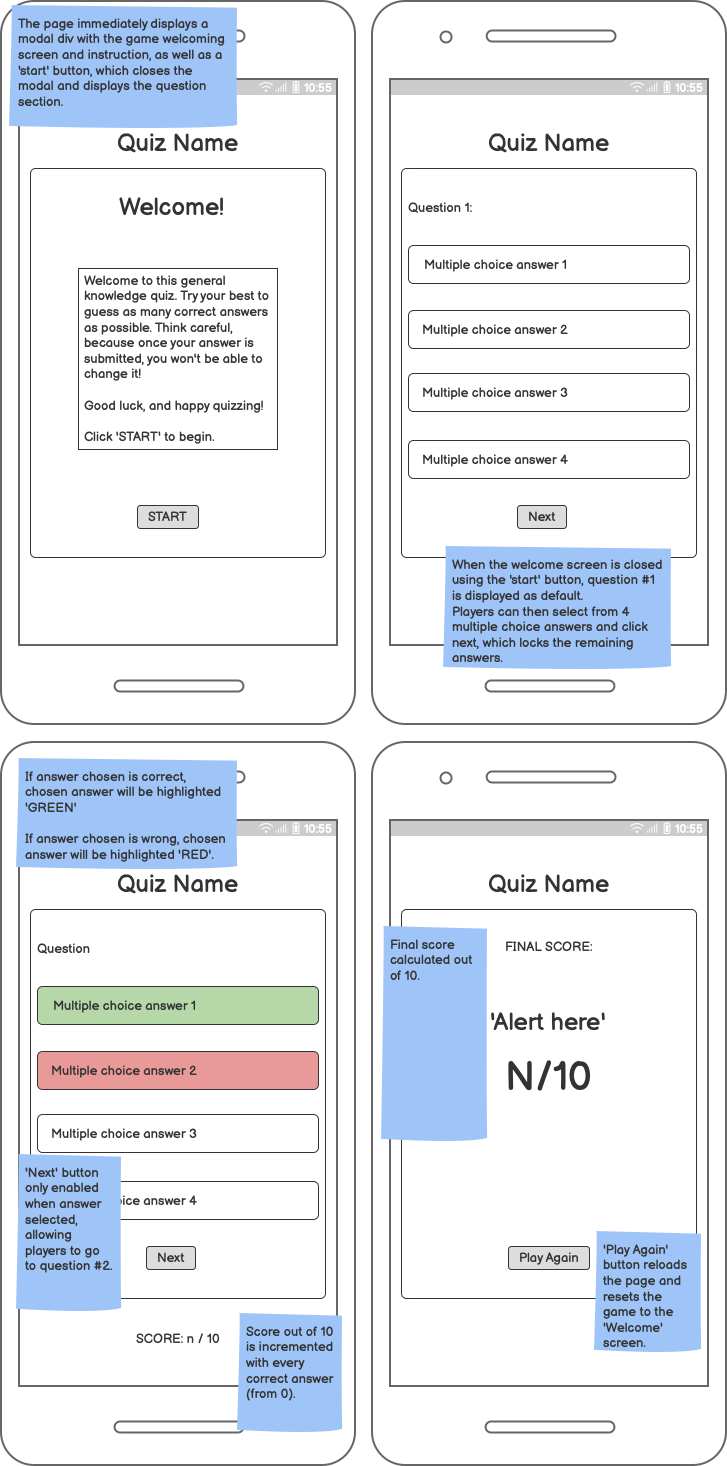 The page immediately displays a
modal div with the game welcoming
screen and instruction, as well as a
'start' button, which closes the
modal and displays the question
section.
10:55
Quiz Name
Welcome!
Welcome to this general
knowledge quiz. Try your best to
guess as many correct answers
as possible. Think careful,
because once your answer is
submitted, you won't be able to
change it!
Good luck, and happy quizzing!
Click 'START' to begin.
START
10:55
Quiz Name
Question 1:
Multiple choice answer 1
Multiple choice answer 2
Multiple choice answer 3
Multiple choice answer 4
Next
When the welcome screen is closed
using the 'start' button, question #1
is displayed as default.
Players can then select from 4
multiple choice answers and click
next, which locks the remaining
answers.
If answer chosen is correct,
chosen answer will be highlighted
'GREEN'
If answer chosen is wrong, chosen
answer will be highlighted 'RED'.
10:55
Quiz Name
Question
Multiple choice answer 1
Multiple choice answer 2
Multiple choice answer 3
ice answer 4
'Next' button
only enabled
when answer
selected,
allowing
players to go
to question #2.
Next
SCORE: n / 10
Score out of 10
is incremented
with every
correct answer
(from 0).
10:55
Quiz Name
Final score
calculated out
of 10.
FINAL SCORE:
'Alert here'
N/10
Play Again
'Play Again'
button reloads
the page and
resets the
game to the
'Welcome'
screen.